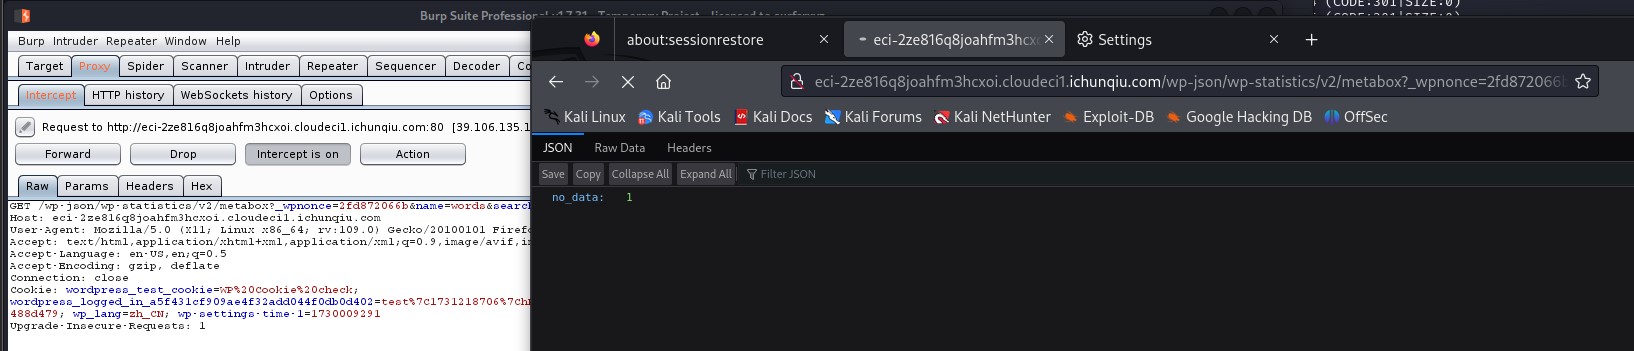 Burp Suite Professional v1.7.31 - Temporary Project - licensed to surferxyz
(CODE:301|SIZE:0)
(CODE:301|SIZE:0)
Burp Intruder Repeater Window Help
about:sessionrestore
eci-2ze816q8joahfm3hcxo
Settings
Target Proxy Spider Scanner Intruder Repeater Sequencer Decoder Co
eci-2ze816q8joahfm3hcxoi.cloudeci1.ichunqiu.com/wp-json/wp-statistics/v2/metabox?_wpnonce=2fd872066b
Intercept HTTP history WebSockets history Options
Kali Linux Kali Tools Kali Docs Kali Forums Kali NetHunter Exploit-DB Google Hacking DB OffSec
Request to http://eci-2ze816q8joahfm3hcxoi.cloudeci1.ichunqiu.com:80 [39.106.135.1
JSON Raw Data Headers
Forward Drop Intercept is on Action
Save Copy Collapse All Expand All Filter JSON
Raw Params Headers Hex
no_data: 1
GET /wp-json/wp-statistics/v2/metabox?_wpnonce=2fd872066b&name=words&searc
Host: eci-2ze816q8joahfm3hcxoi.cloudeci1.ichunqiu.com
User-Agent: Mozilla/5.0 (X11; Linux x86_64; rv:109.0) Gecko/20100101 Firefo
Accept: text/html,application/xhtml+xml,application/xml;q=0.9,image/avif,i
Accept-Language: en-US,en;q=0.5
Accept-Encoding: gzip, deflate
Connection: close
Cookie: wordpress_test_cookie=WP%20Cookie%20check;
wordpress_logged_in_a5f431cf909ae4f32add044f0db0d402=test%7C1731218706%7Ch
488d479; wp_lang=zh_CN; wp-settings-time-1=1730009291
Upgrade-Insecure-Requests: 1